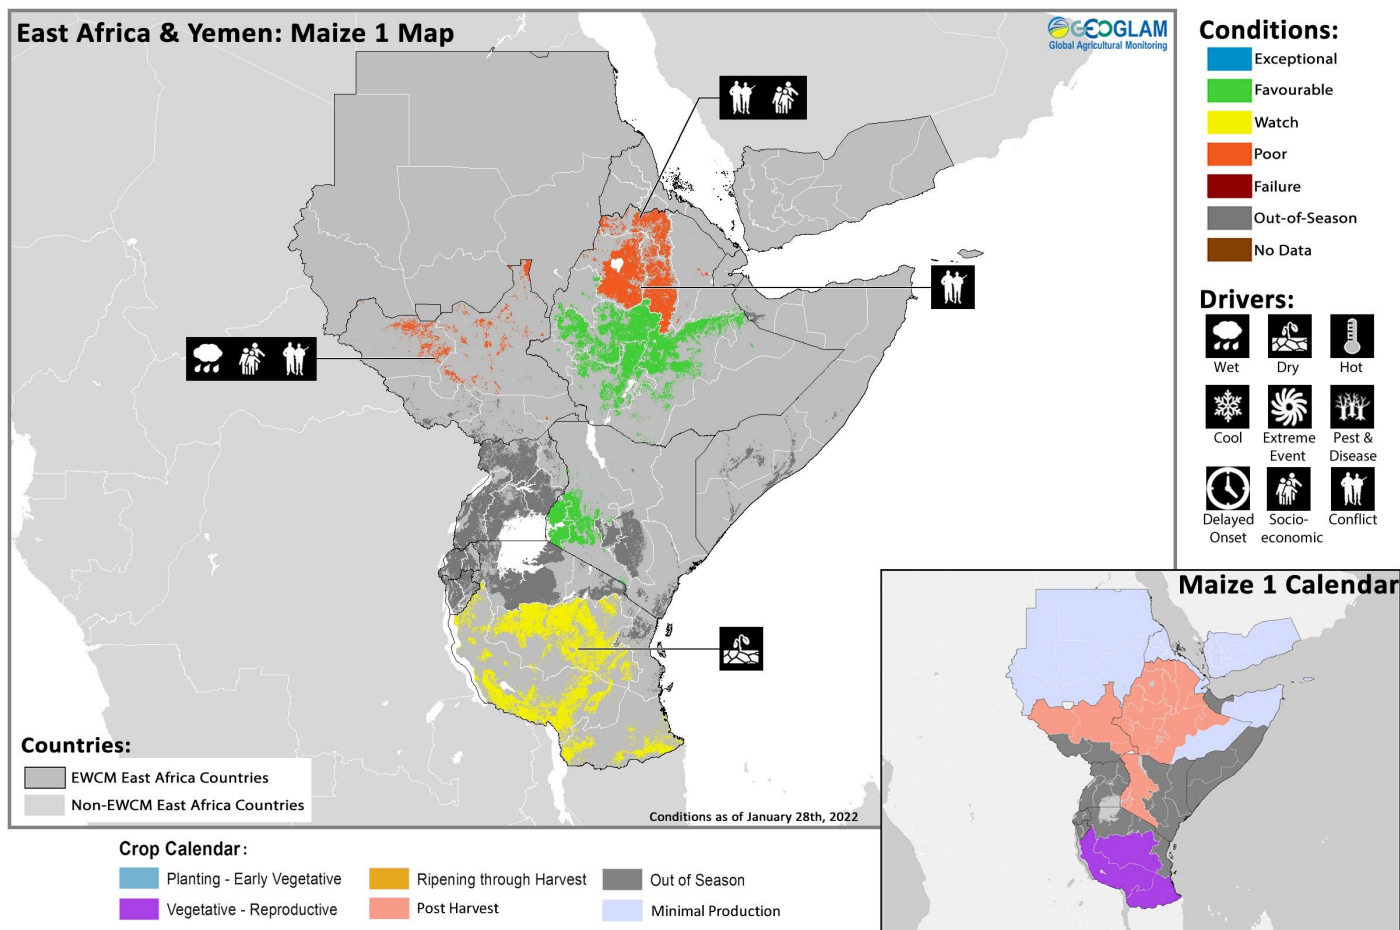 East Africa & Yemen: Maize 1 Map
GEOGLAM
Global Agricultural Monitoring
Conditions:
Exceptional
Favourable
Watch
Poor
Failure
Out-of-Season
No Data
Drivers:
Wet
Dry
Hot
Cool
Extreme
Event
Pest &
Disease
Delayed
Onset
Socio-
economic
Conflict
Countries:
EWCM East Africa Countries
Non-EWCM East Africa Countries
Conditions as of January 28th, 2022
Maize 1 Calendar
Crop Calendar:
Planting - Early Vegetative
Vegetative - Reproductive
Ripening through Harvest
Post Harvest
Out of Season
Minimal Production